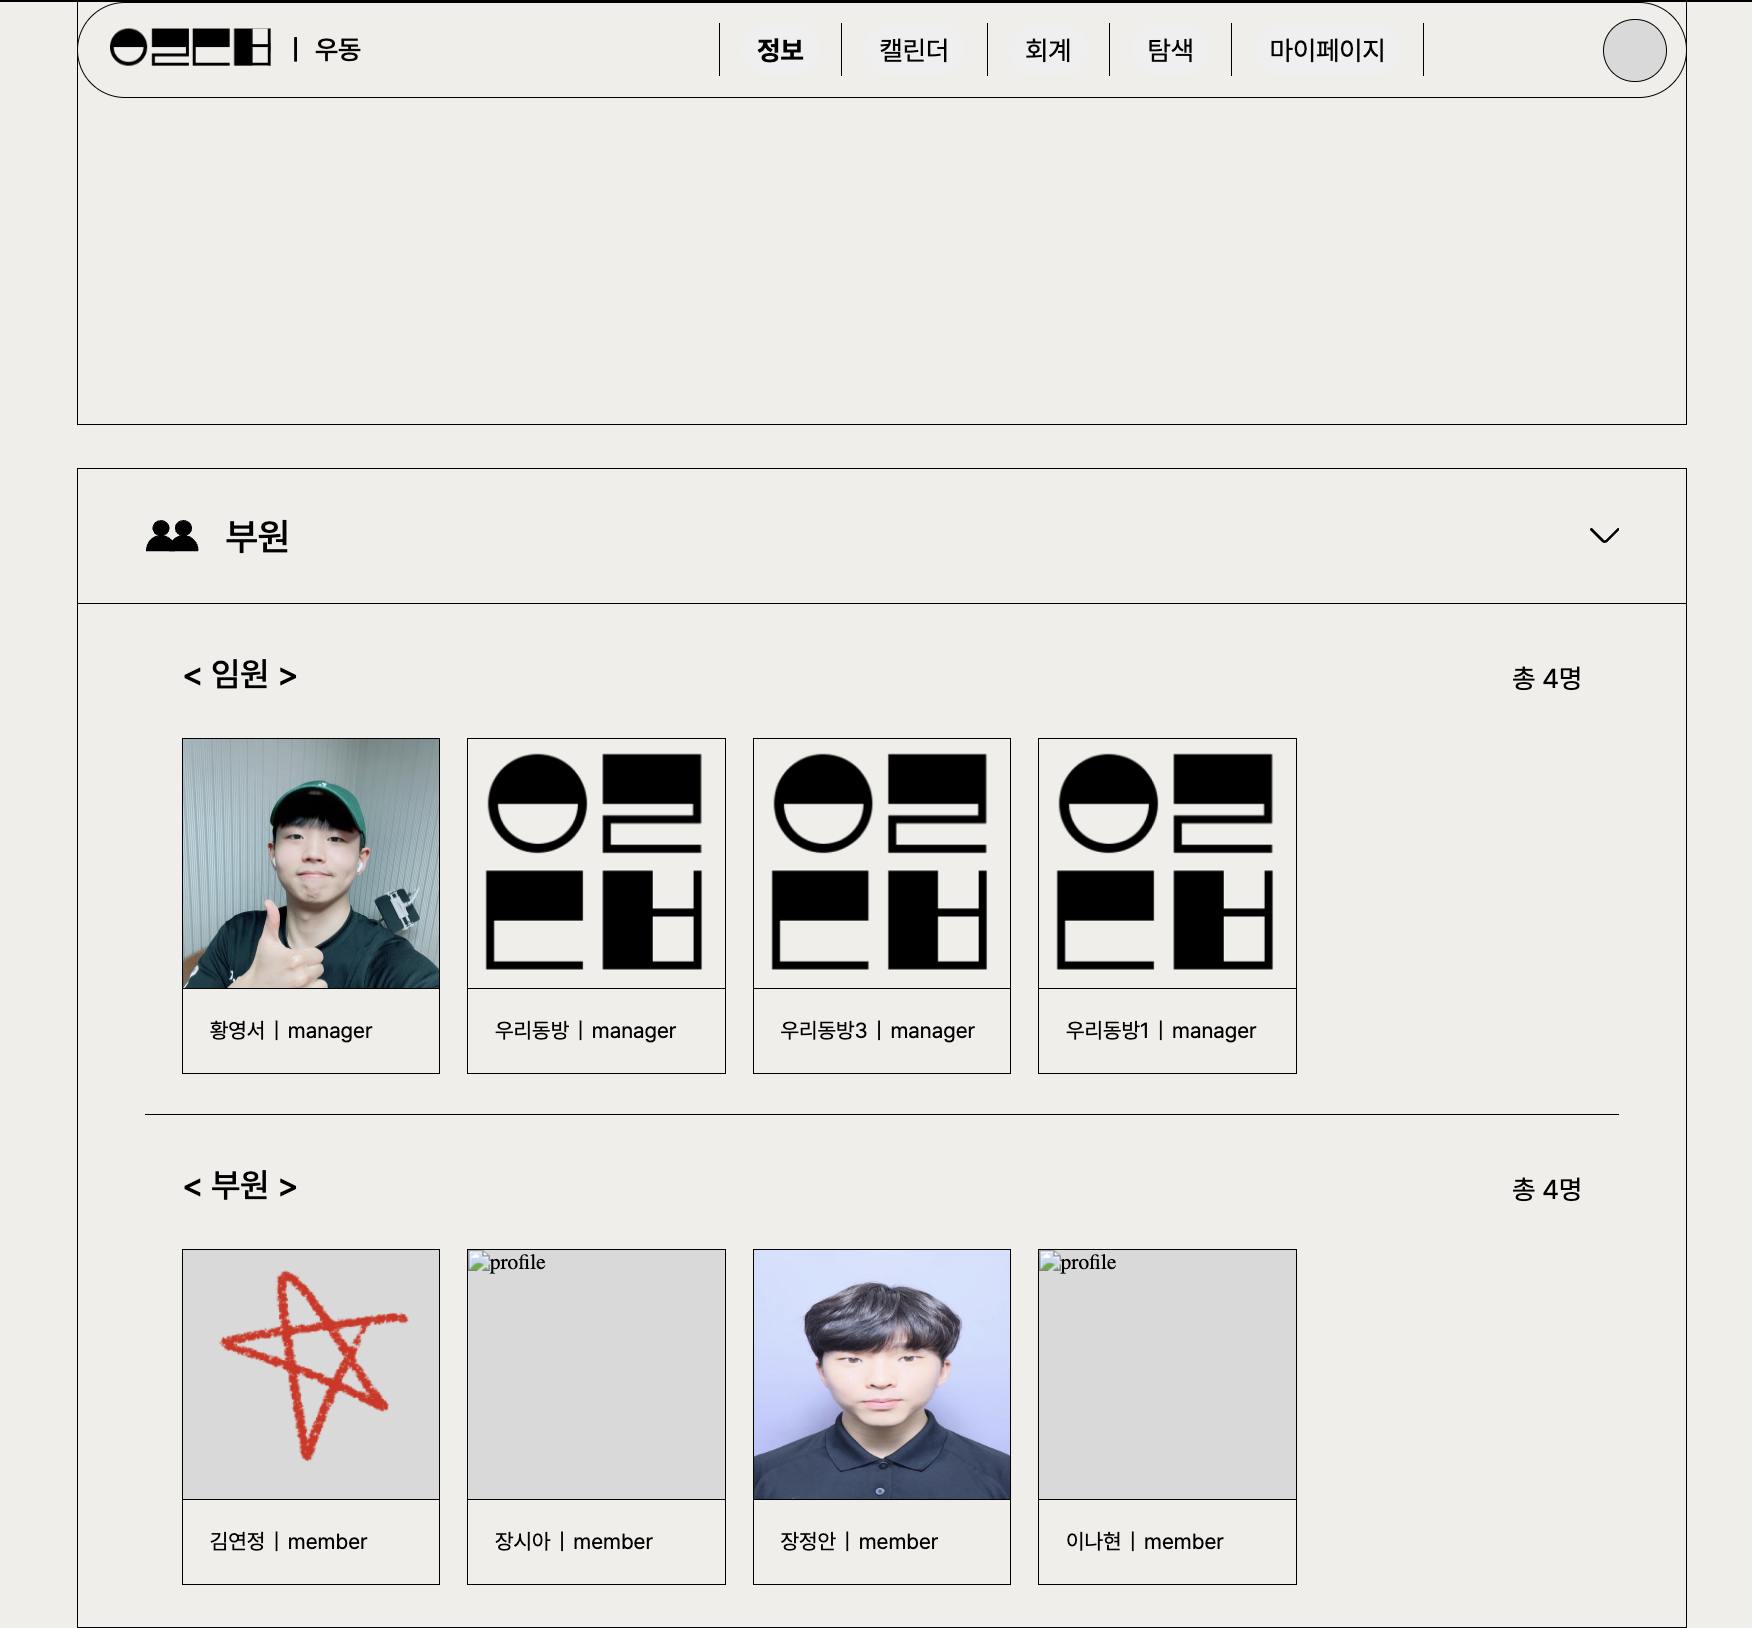 | 우동
정보
캘린더
회계
탐색
마이페이지
부원
< 임원 >
총 4명
황영서 | manager
우리동방 | manager
우리동방3 | manager
우리동방1 | manager
< 부원 >
총 4명
profile
profile
김연정 | member
장시아 | member
장정안 | member
이나현 | member